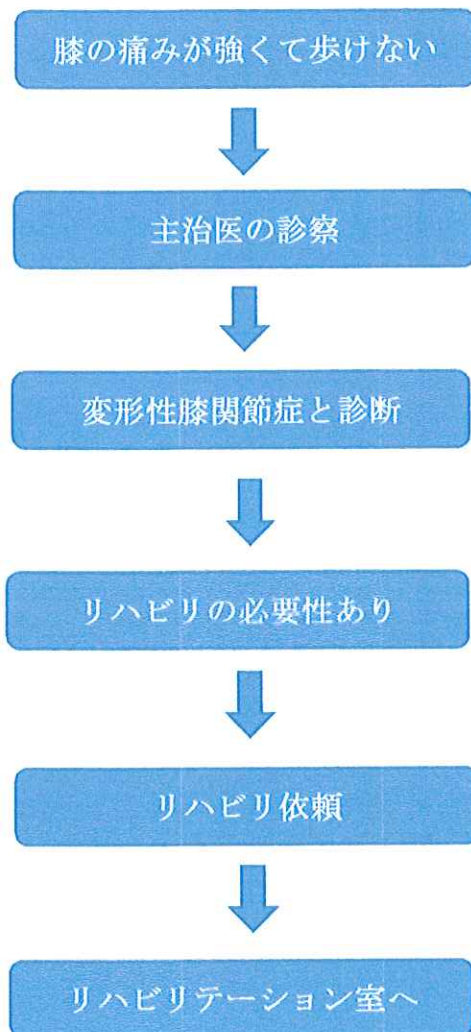 膝の痛みが強くて歩けない
主治医の診察
変形性膝関節症と診断
リハビリの必要性あり
リハビリ依頼
リハビリテーション室へ